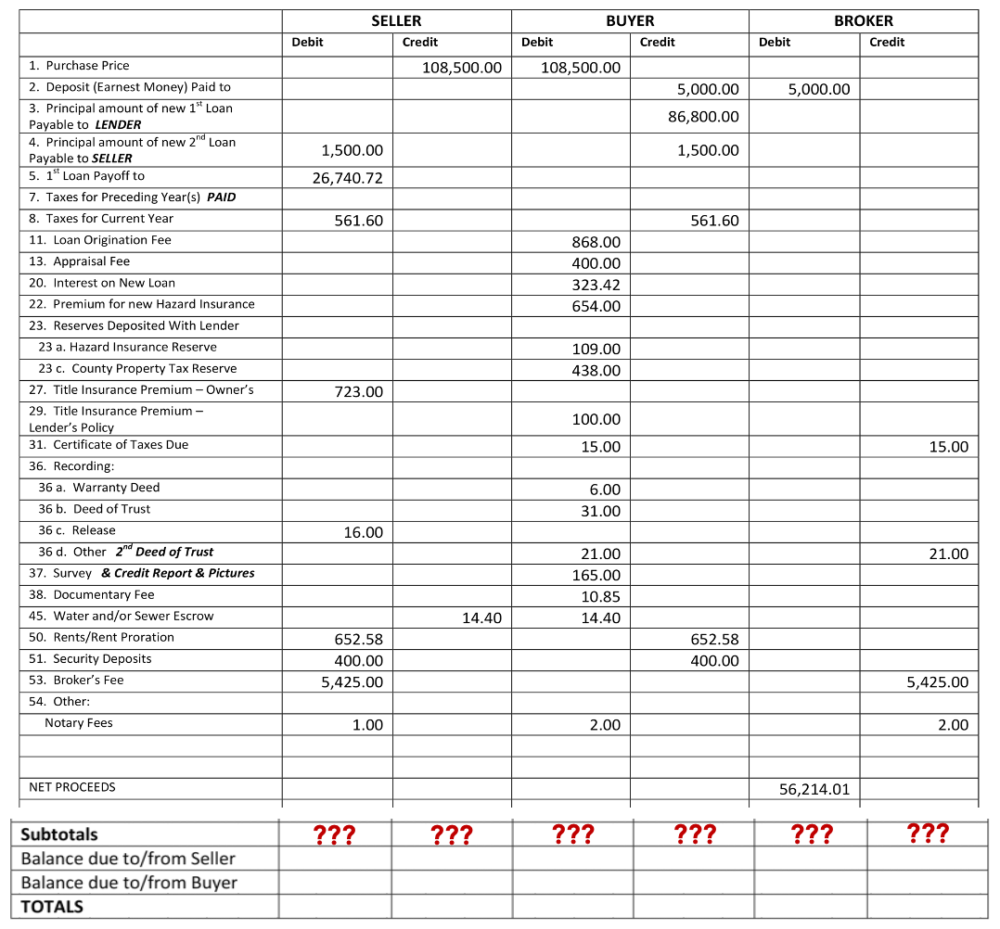 SELLER BUYER BROKER
Debit Credit Debit Credit Debit Credit
1. Purchase Price 108,500.00 108,500.00
2. Deposit (Earnest Money) Paid to 5,000.00 5,000.00
3. Principal amount of new 1st Loan
Payable to LENDER 86,800.00
4. Principal amount of new 2nd Loan
Payable to SELLER 1,500.00 1,500.00
5. 1st Loan Payoff to 26,740.72
7. Taxes for Preceding Year(s) PAID
8. Taxes for Current Year 561.60 561.60
11. Loan Origination Fee 868.00
13. Appraisal Fee 400.00
20. Interest on New Loan 323.42
22. Premium for new Hazard Insurance 654.00
23. Reserves Deposited With Lender
23 a. Hazard Insurance Reserve 109.00
23 c. County Property Tax Reserve 438.00
27. Title Insurance Premium – Owner’s 723.00
29. Title Insurance Premium –
Lender’s Policy 100.00
31. Certificate of Taxes Due 15.00 15.00
36. Recording:
36 a. Warranty Deed 6.00
36 b. Deed of Trust 31.00
36 c. Release 16.00
36 d. Other 2nd Deed of Trust 21.00 21.00
37. Survey & Credit Report & Pictures 165.00
38. Documentary Fee 10.85
45. Water and/or Sewer Escrow 14.40 14.40
50. Rents/Rent Proration 652.58 652.58
51. Security Deposits 400.00 400.00
53. Broker’s Fee 5,425.00 5,425.00
54. Other:
Notary Fees 1.00 2.00 2.00
NET PROCEEDS 56,214.01
Subtotals ??? ??? ??? ??? ??? ???
Balance due to/from Seller
Balance due to/from Buyer
TOTALS